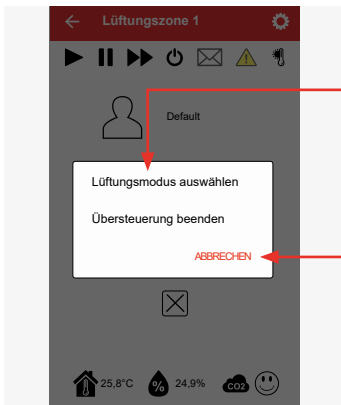 Lüftungszone 1
Default
Lüftungsmodus auswählen
Übersteuerung beenden
ABBRECHEN
25,8°C % 24,9% CO2